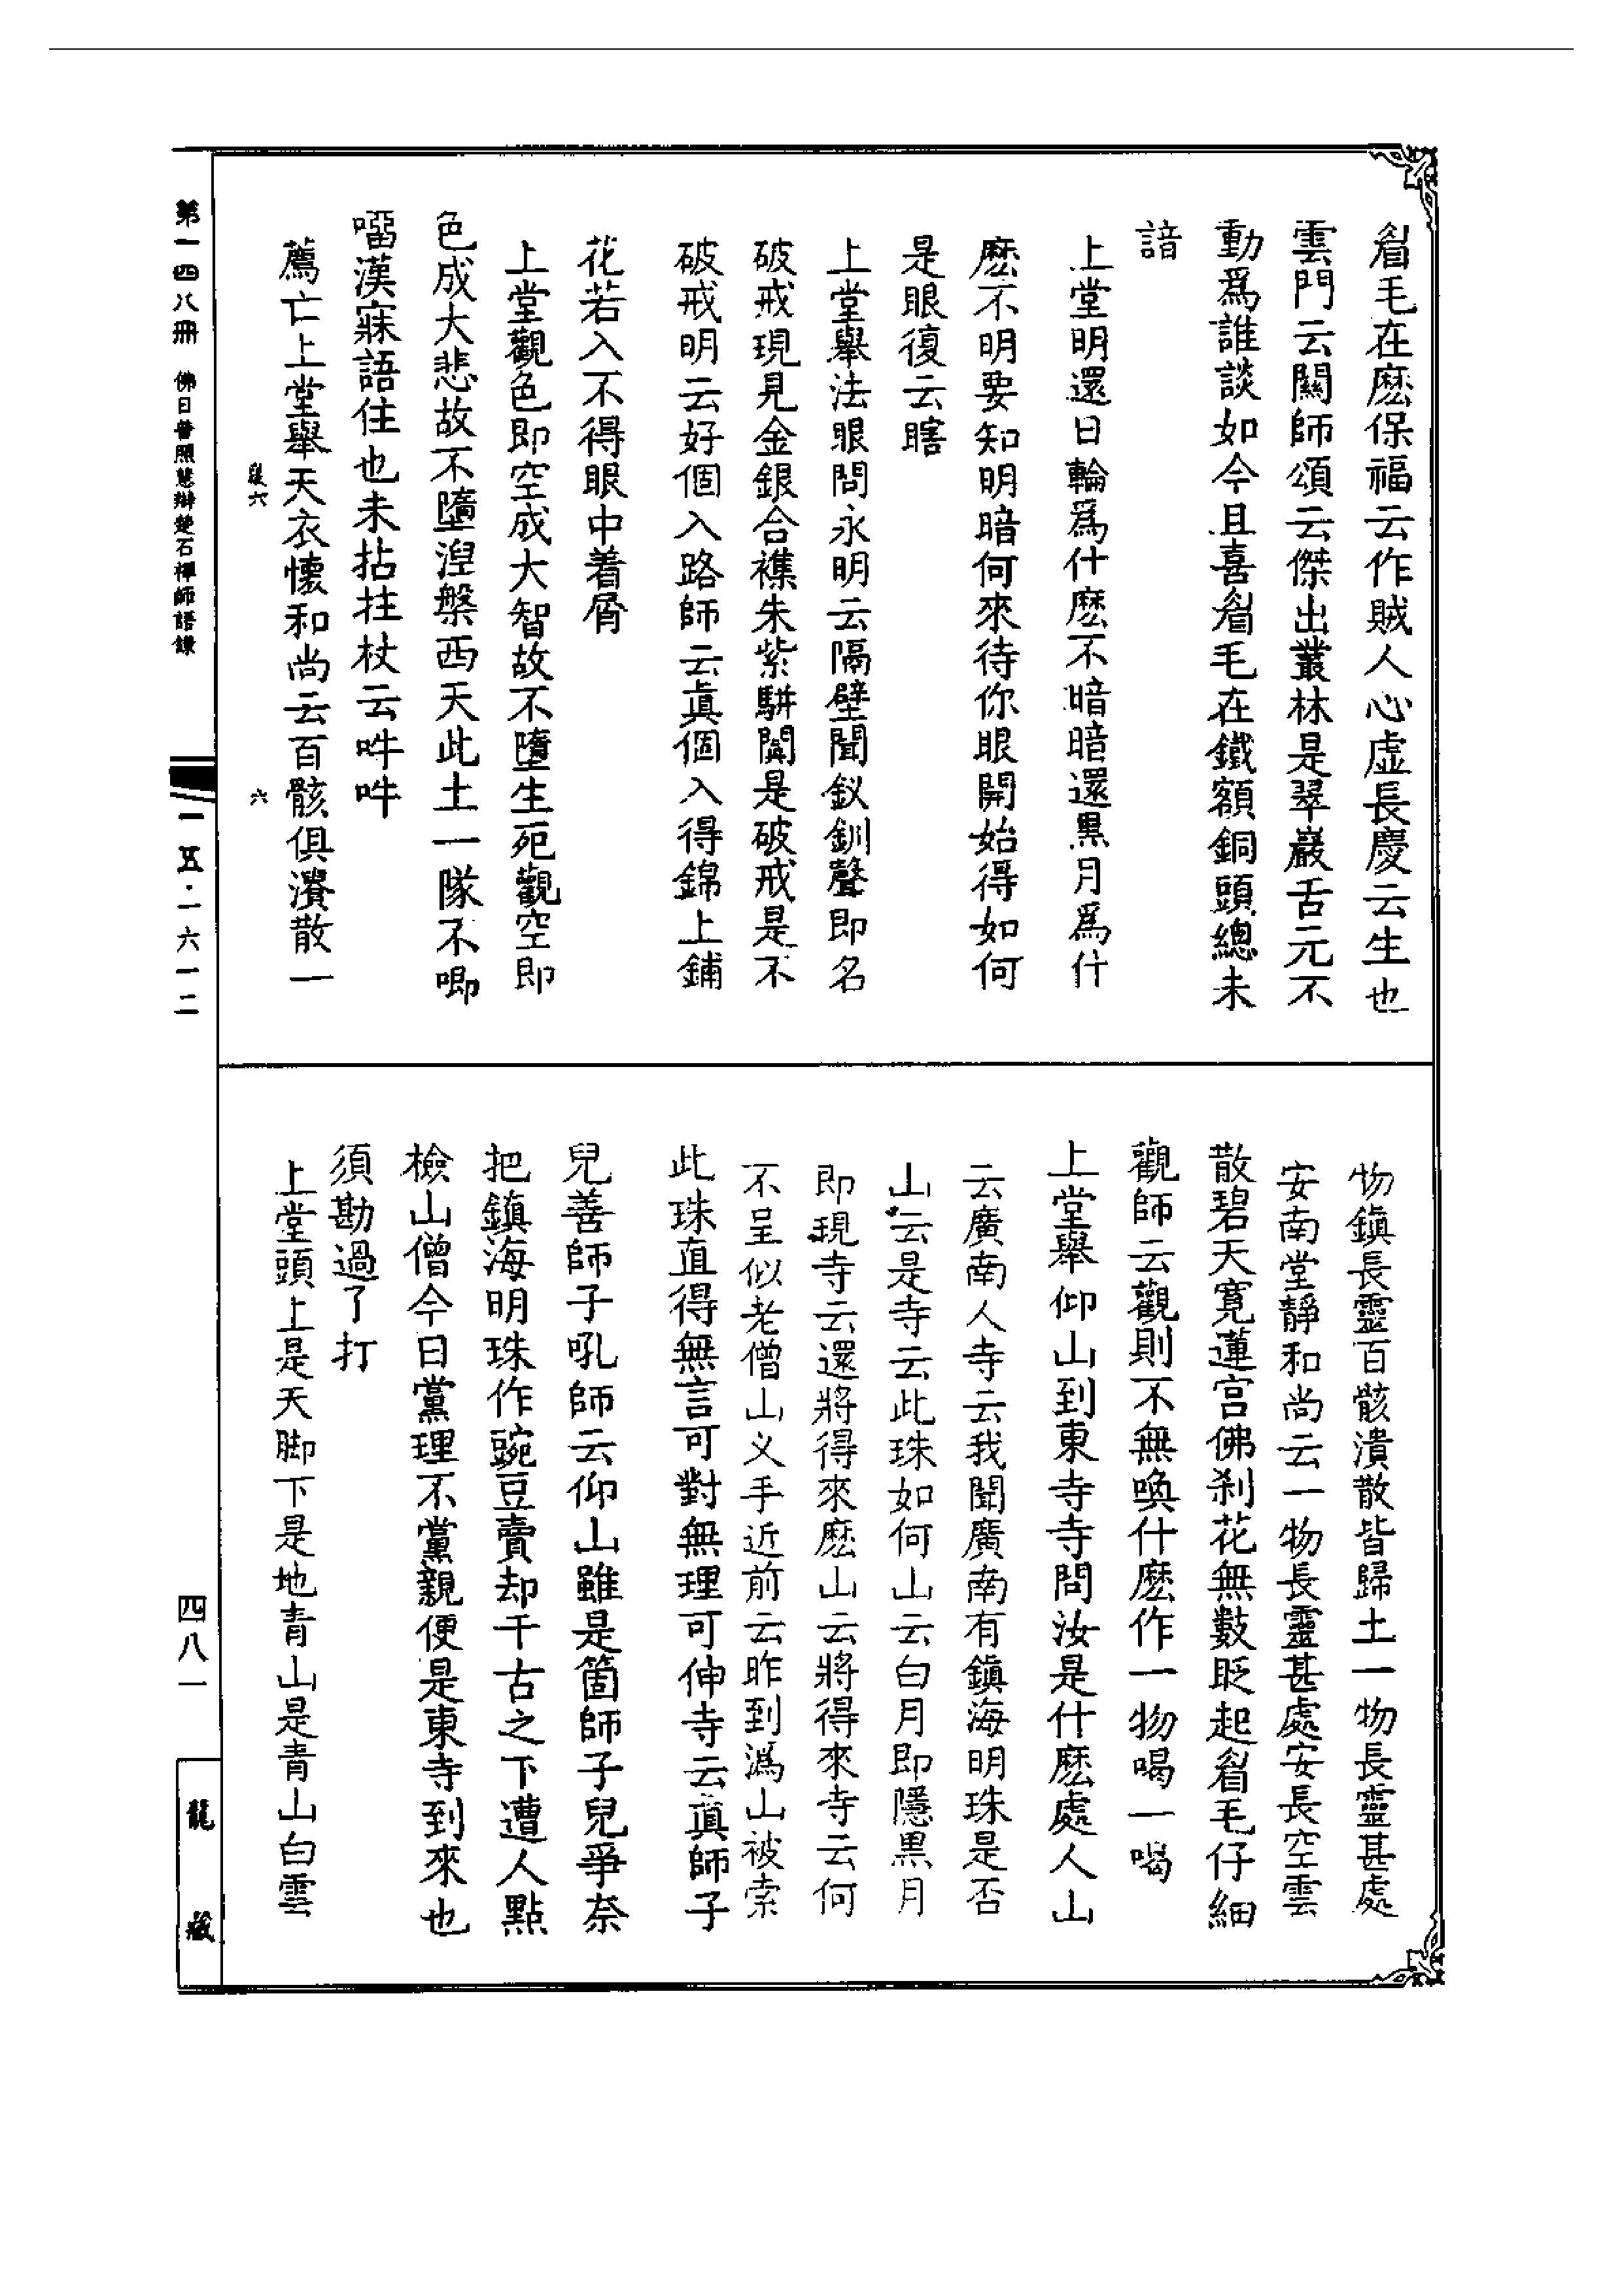 眉毛在麽保福云作賊人心虛長慶云生也
雲門云關師頌云傑出叢林是翠巖舌元不
動爲誰談如今且喜眉毛在鐵額銅頭總未
諳
上堂明還日輪爲什麽不暗暗還黑月爲什
麽不明要知明暗何來待你眼開始得如何
是眼復云瞎
上堂舉法眼問永明云隔壁聞釵釧聲即名
破戒現見金銀合襍朱紫駢闐是破戒是不
破戒明云好個入路師云眞個入得錦上鋪
花若入不得眼中着屑
上堂觀色即空成大智故不墮生死觀空即
色成大悲故不墮涅槃西天此土一隊不唧
𠺕漢寐語住也未拈拄杖云吽吽
薦亡上堂舉天衣懷和尚云百骸俱潰散一
物鎭長靈百骸潰散皆歸土一物長靈甚處
安南堂靜和尚云一物長靈甚處安長空雲
散碧天寬蓮宮佛刹花無數眨起眉毛仔細
觀師云觀則不無喚什麽作一物喝一喝
上堂舉仰山到東寺寺問汝是什麽處人山
云廣南人寺云我聞廣南有鎭海明珠是否
山云是寺云此珠如何山云白月即隱黑月
即現寺云還將得來麽山云將得來寺云何
不呈似老僧山义手近前云昨到潙山被索
此珠直得無言可對無理可伸寺云眞師子
兒善師子吼師云仰山雖是箇師子兒爭奈
把鎭海明珠作豌豆賣却千古之下遭人點
檢山僧今日黨理不黨親便是東寺到來也
須勘過了打
上堂頭上是天脚下是地青山是青山白雲
第一四八冊 佛日普照慧辯楚石禪師語錄
六
一五五·一六一二
四八一
龍藏